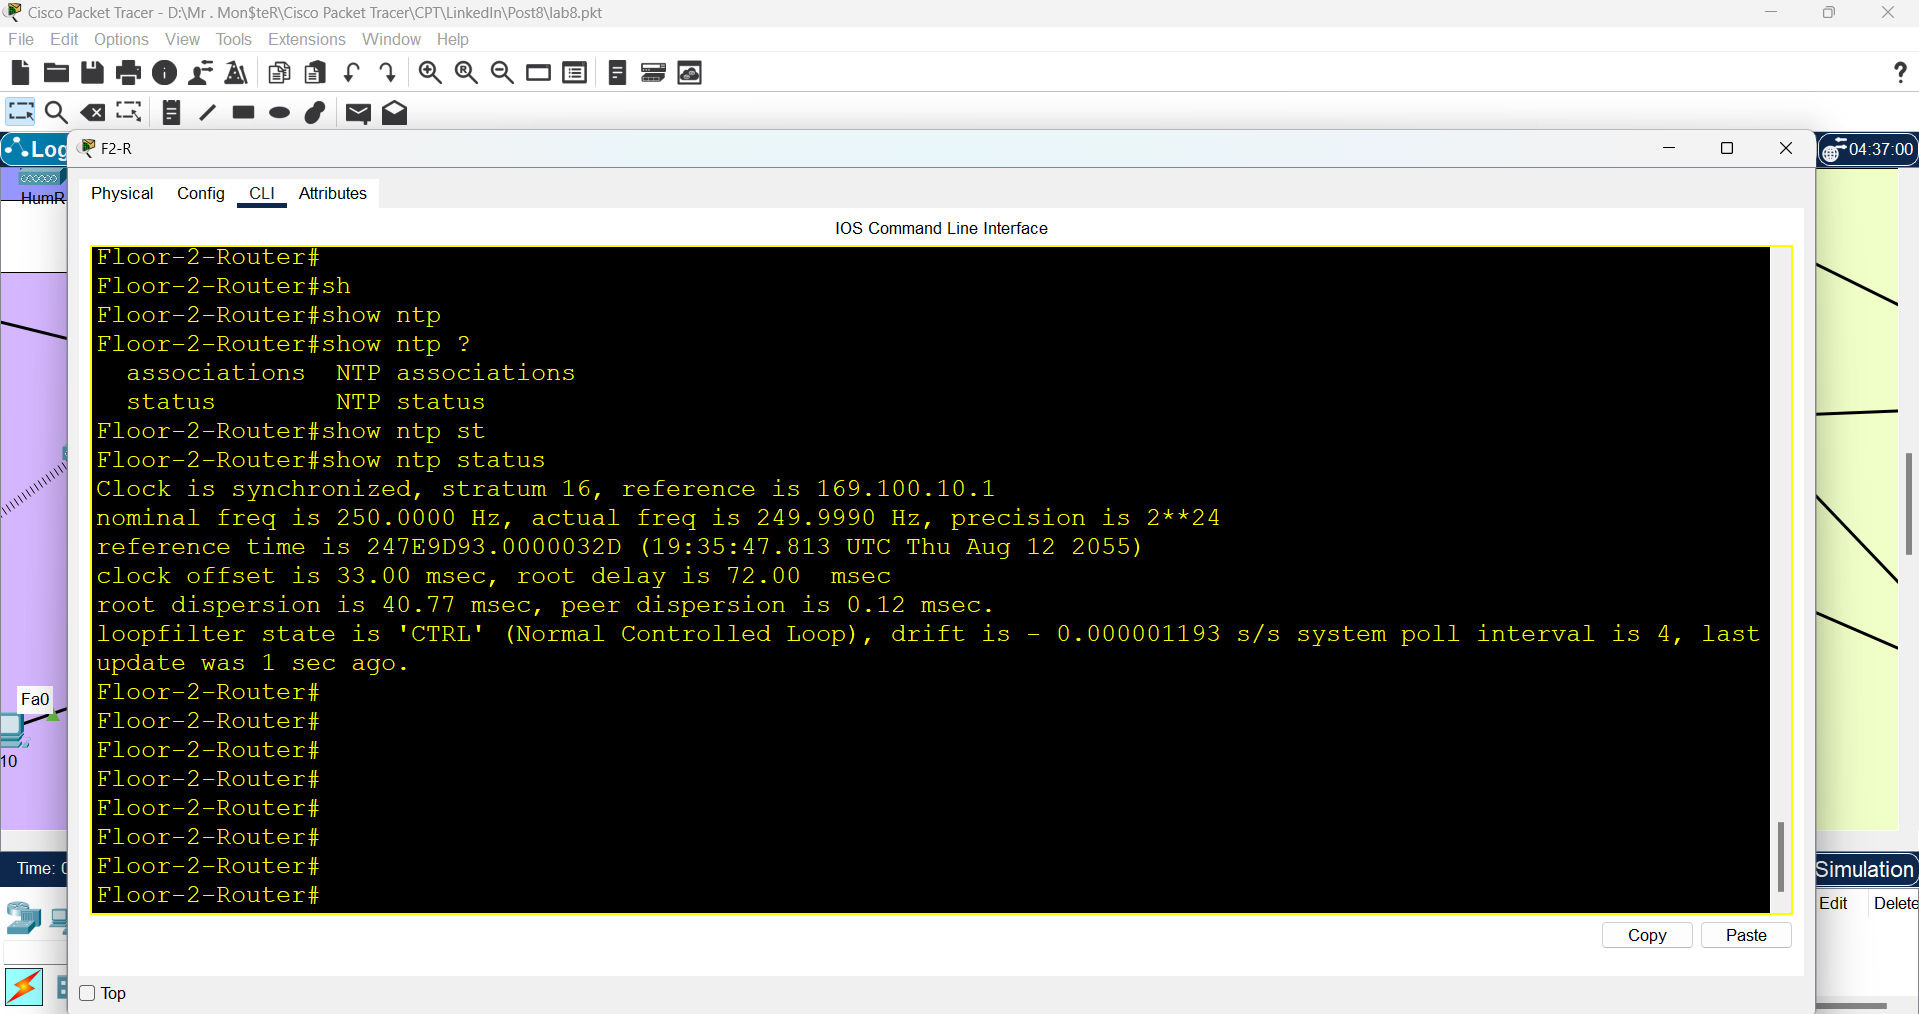 Cisco Packet Tracer - D:\Mr . Mon$teR\Cisco Packet Tracer\CPT\LinkedIn\Post8\lab8.pkt
File Edit Options View Tools Extensions Window Help
?
Log
F2-R
04:37:00
HumR
Physical Config CLI Attributes
IOS Command Line Interface
Floor-2-Router#
Floor-2-Router#sh
Floor-2-Router#show ntp
Floor-2-Router#show ntp ?
associations NTP associations
status NTP status
Floor-2-Router#show ntp st
Floor-2-Router#show ntp status
Clock is synchronized, stratum 16, reference is 169.100.10.1
nominal freq is 250.0000 Hz, actual freq is 249.9990 Hz, precision is 2**24
reference time is 247E9D93.0000032D (19:35:47.813 UTC Thu Aug 12 2055)
clock offset is 33.00 msec, root delay is 72.00 msec
root dispersion is 40.77 msec, peer dispersion is 0.12 msec.
loopfilter state is 'CTRL' (Normal Controlled Loop), drift is - 0.000001193 s/s system poll interval is 4, last
update was 1 sec ago.
Floor-2-Router#
Floor-2-Router#
Floor-2-Router#
Floor-2-Router#
Floor-2-Router#
Floor-2-Router#
Floor-2-Router#
Floor-2-Router#
Fa0
10
Time: 0
Simulation
Edit Delete
Copy Paste
Top